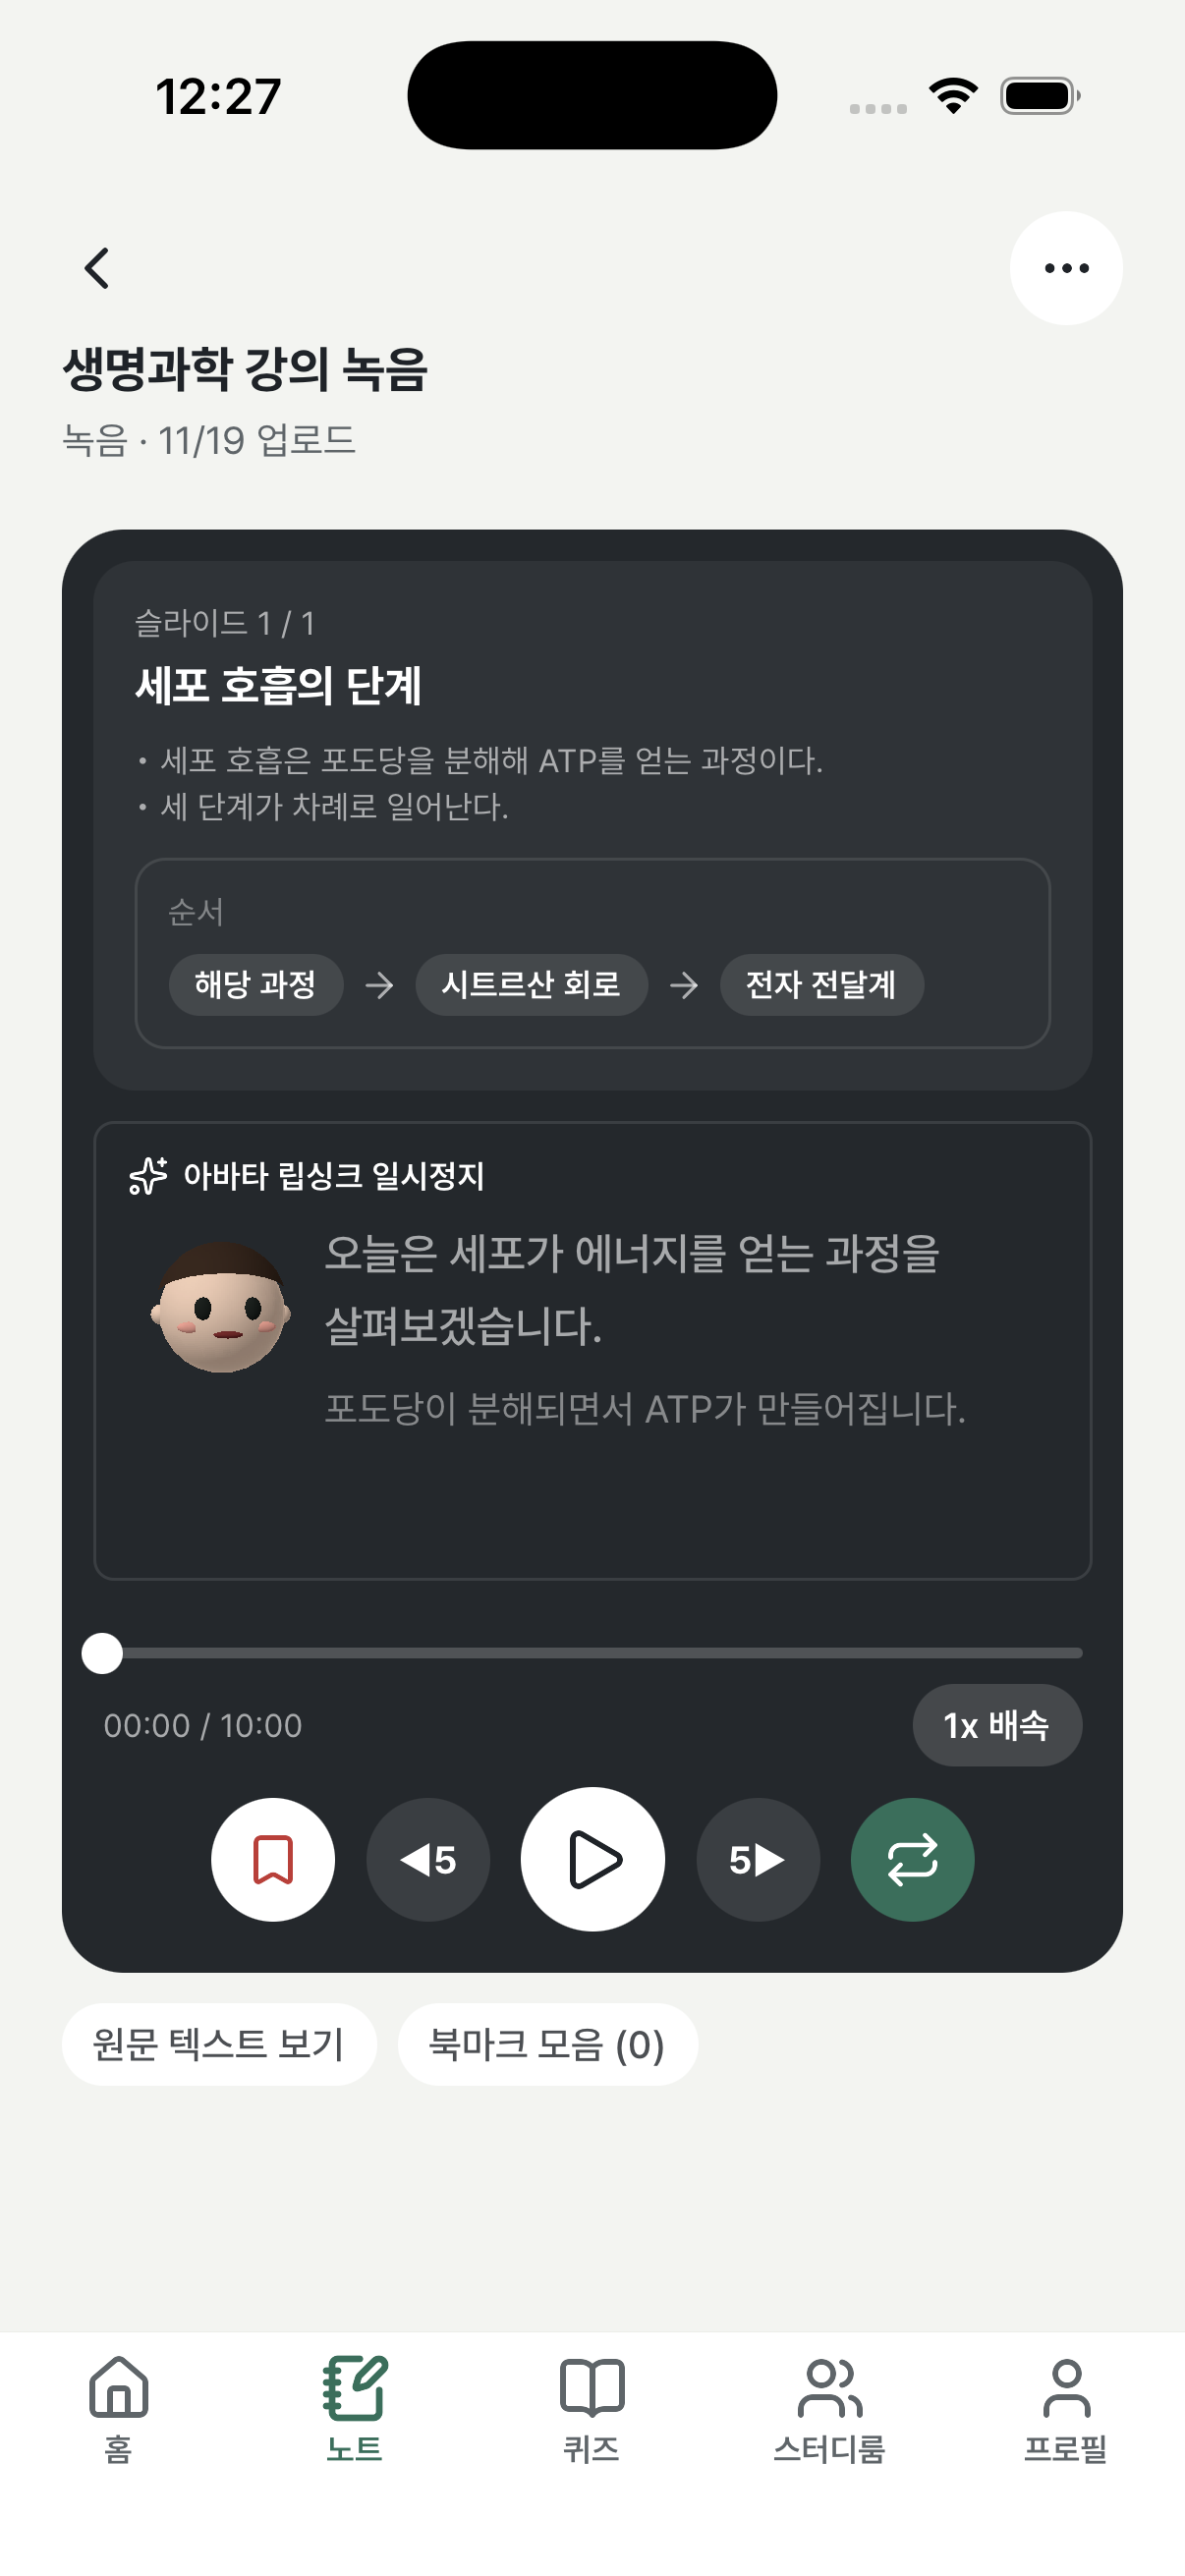 12:27
생명과학 강의 녹음
녹음 · 11/19 업로드
슬라이드 1 / 1
세포 호흡의 단계
• 세포 호흡은 포도당을 분해해 ATP를 얻는 과정이다.
• 세 단계가 차례로 일어난다.
순서
해당 과정 → 시트르산 회로 → 전자 전달계
아바타 립싱크 일시정지
오늘은 세포가 에너지를 얻는 과정을
살펴보겠습니다.
포도당이 분해되면서 ATP가 만들어집니다.
00:00 / 10:00
1x 배속
◀5
5▶
원문 텍스트 보기
북마크 모음 (0)
홈
노트
퀴즈
스터디룸
프로필